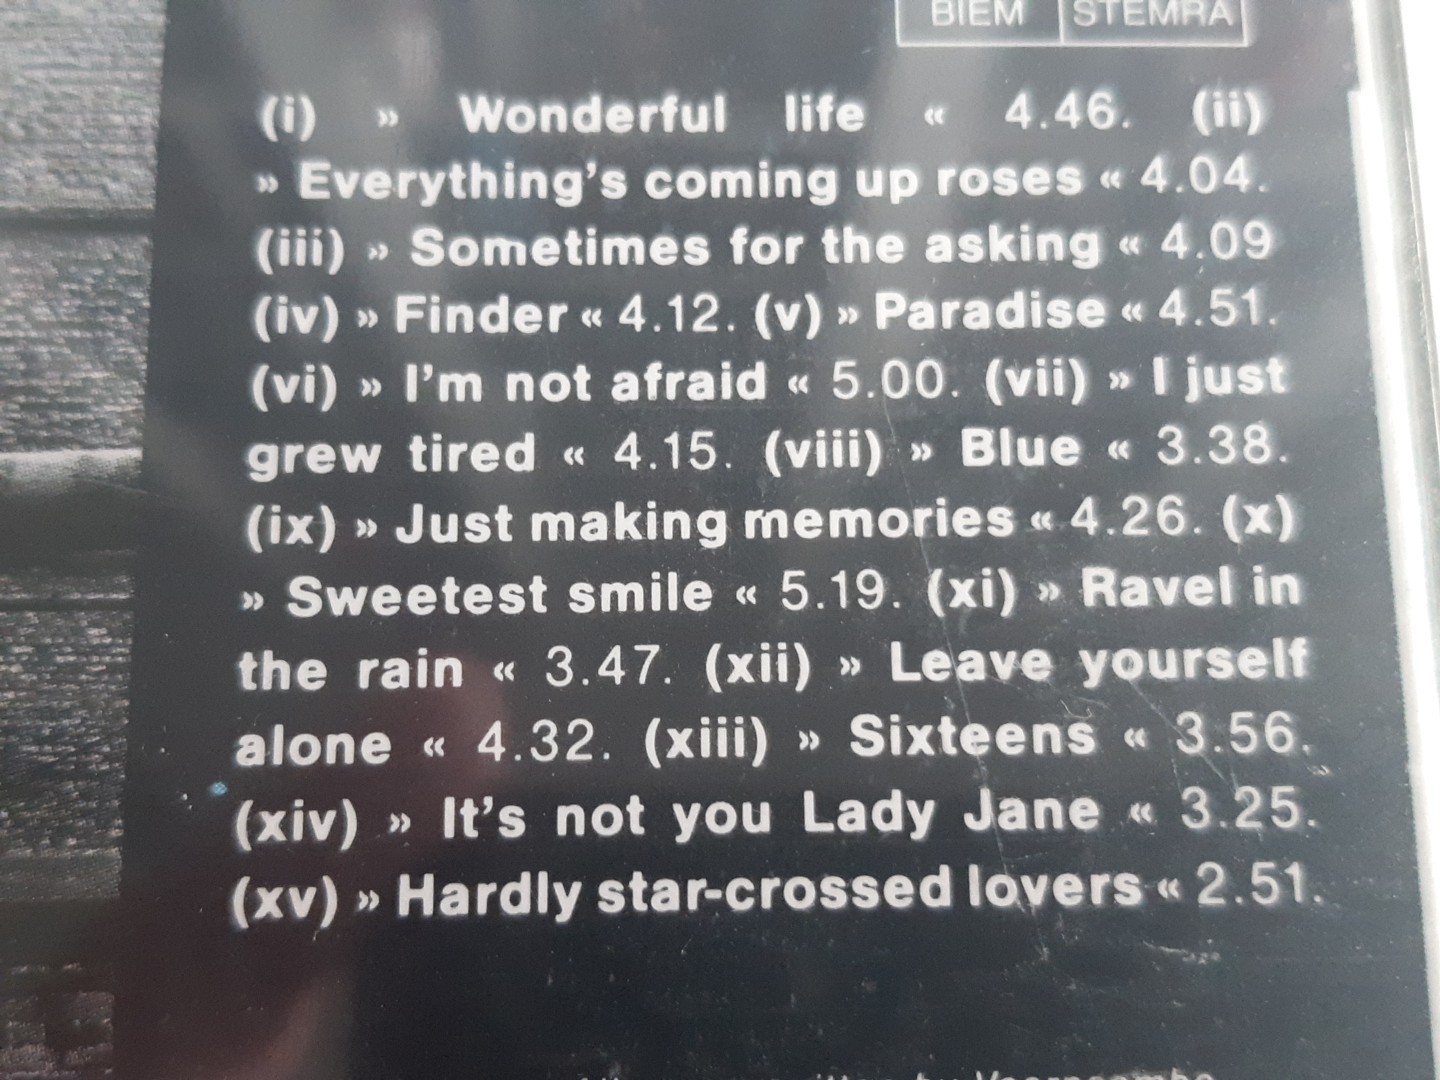 BIEM STEMRA
(i) » Wonderful life « 4.46. (ii)
» Everything's coming up roses « 4.04.
(iii) » Sometimes for the asking « 4.09
(iv) » Finder « 4.12. (v) » Paradise « 4.51.
(vi) » I'm not afraid « 5.00. (vii) » I just
grew tired « 4.15. (viii) » Blue « 3.38.
(ix) » Just making memories « 4.26. (x)
» Sweetest smile « 5.19. (xi) » Ravel in
the rain « 3.47. (xii) » Leave yourself
alone « 4.32. (xiii) » Sixteens « 3.56.
(xiv) » It's not you Lady Jane « 3.25.
(xv) » Hardly star-crossed lovers « 2.51.